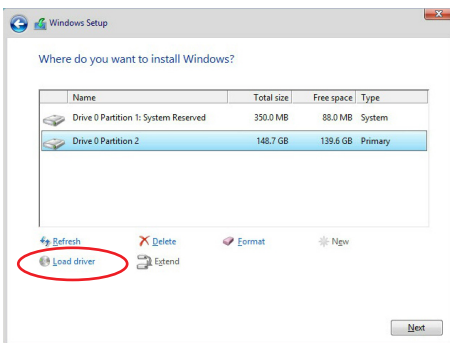 Windows Setup
Where do you want to install Windows?
Name Total size Free space Type
Drive 0 Partition 1: System Reserved 350.0 MB 88.0 MB System
Drive 0 Partition 2 148.7 GB 139.6 GB Primary
Refresh Delete Format New
Load driver Extend
Next